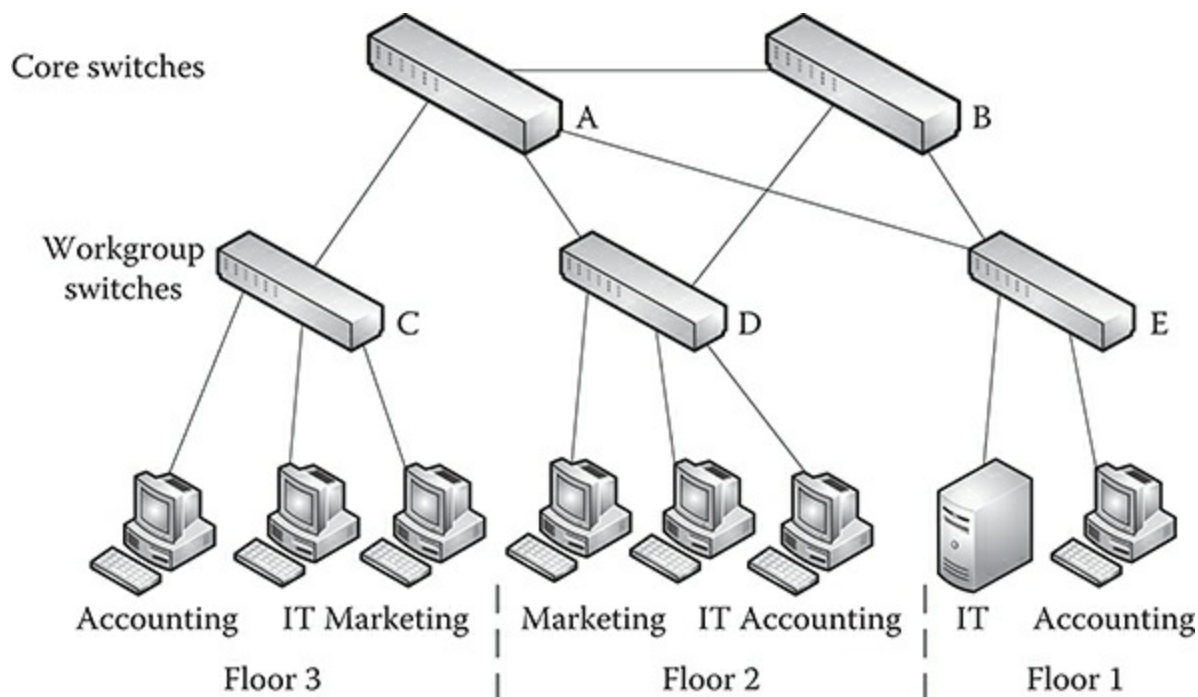 Core switches
A
B
Workgroup
switches
C
D
E
Accounting IT Marketing Marketing IT Accounting IT Accounting
Floor 3 Floor 2 Floor 1